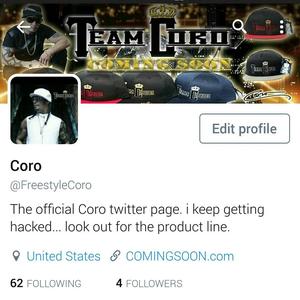 TEAM CORO
COMING SOON
Edit profile
Coro
@FreestyleCoro
The official Coro twitter page. i keep getting
hacked... look out for the product line.
United States COMINGSOON.com
62 FOLLOWING 4 FOLLOWERS